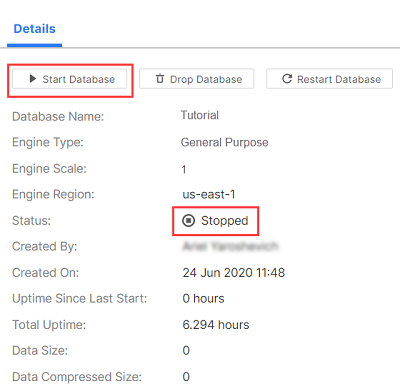 Details
Start Database Drop Database Restart Database
Database Name: Tutorial
Engine Type: General Purpose
Engine Scale: 1
Engine Region: us-east-1
Status: Stopped
Created By:
Created On: 24 Jun 2020 11:48
Uptime Since Last Start: 0 hours
Total Uptime: 6.294 hours
Data Size: 0
Data Compressed Size: 0